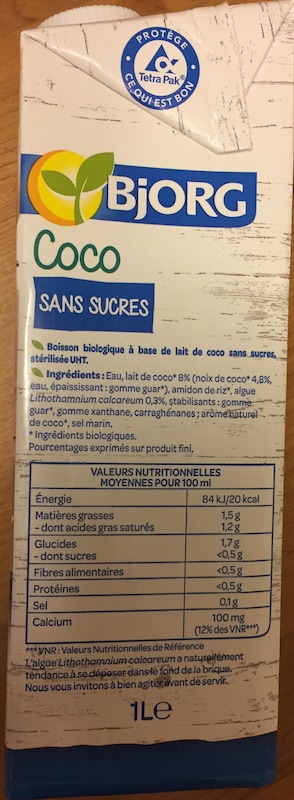 PROTÈGE
Tetra Pak®
CE QUI EST BON
BjORG
Coco
SANS SUCRES
Boisson biologique à base de lait de coco sans sucres,
stérilisée UHT.
Ingrédients : Eau, lait de coco* 8% (noix de coco* 4,8%,
eau, épaississant : gomme guar*), amidon de riz*, algue
Lithothamnium calcareum 0,3%, stabilisants : gomme
guar*, gomme xanthane, carraghénanes ; arôme naturel
de coco*, sel marin.
* Ingrédients biologiques.
Pourcentages exprimés sur produit fini.
VALEURS NUTRITIONNELLES
MOYENNES POUR 100 ml
Énergie 84 kJ/20 kcal
Matières grasses 1,5 g
- dont acides gras saturés 1,2 g
Glucides 1,7 g
- dont sucres <0,5 g
Fibres alimentaires <0,5 g
Protéines <0,5 g
Sel 0,1 g
Calcium 100 mg
(12% des VNR***)
***VNR : Valeurs Nutritionnelles de Référence
L'algue Lithothamnium calcareum a naturellement
tendance à se déposer dans le fond de la brique.
Nous vous invitons à bien agiter avant de servir.
1L℮